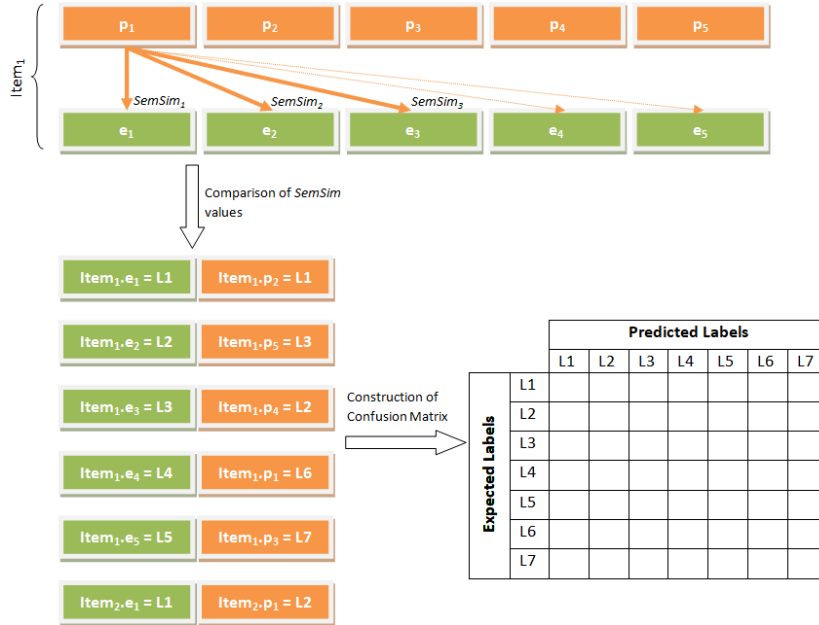 Item₁
p₁ p₂ p₃ p₄ p₅
SemSim₁ SemSim₂ SemSim₃
e₁ e₂ e₃ e₄ e₅
Comparison of SemSim
values
Item₁.e₁ = L1 Item₁.p₂ = L1
Item₁.e₂ = L2 Item₁.p₅ = L3
Item₁.e₃ = L3 Item₁.p₄ = L2
Item₁.e₄ = L4 Item₁.p₁ = L6
Item₁.e₅ = L5 Item₁.p₃ = L7
Item₂.e₁ = L1 Item₂.p₁ = L2
Construction of
Confusion Matrix
Predicted Labels
L1 L2 L3 L4 L5 L6 L7
Expected Labels
L1
L2
L3
L4
L5
L6
L7